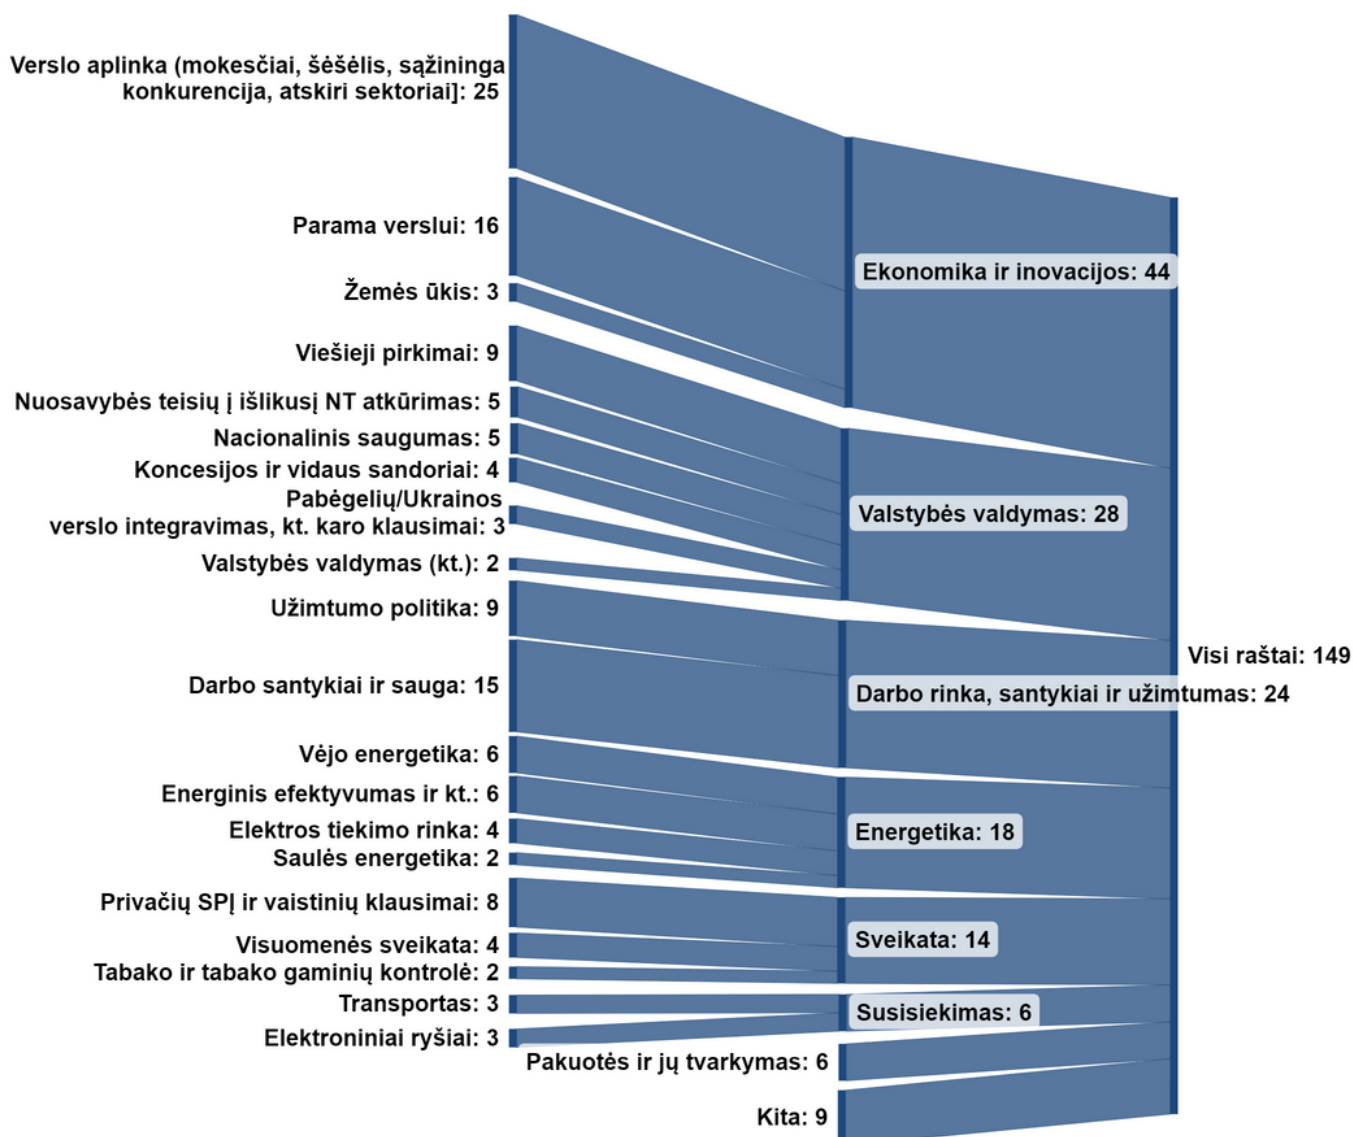 Verslo aplinka (mokesčiai, šėšėlis, sąžininga
konkurencija, atskiri sektoriai]: 25
Parama verslui: 16
Žemės ūkis: 3
Viešieji pirkimai: 9
Nuosavybės teisių į išlikusį NT atkūrimas: 5
Nacionalinis saugumas: 5
Koncesijos ir vidaus sandoriai: 4
Pabėgelių/Ukrainos
verslo integravimas, kt. karo klausimai: 3
Valstybės valdymas (kt.): 2
Užimtumo politika: 9
Darbo santykiai ir sauga: 15
Vėjo energetika: 6
Energinis efektyvumas ir kt.: 6
Elektros tiekimo rinka: 4
Saulės energetika: 2
Privačių SPĮ ir vaistinių klausimai: 8
Visuomenės sveikata: 4
Tabako ir tabako gaminių kontrolė: 2
Transportas: 3
Elektroniniai ryšiai: 3
Ekonomika ir inovacijos: 44
Valstybės valdymas: 28
Darbo rinka, santykiai ir užimtumas: 24
Energetika: 18
Sveikata: 14
Susisiekimas: 6
Pakuotės ir jų tvarkymas: 6
Kita: 9
Visi raštai: 149